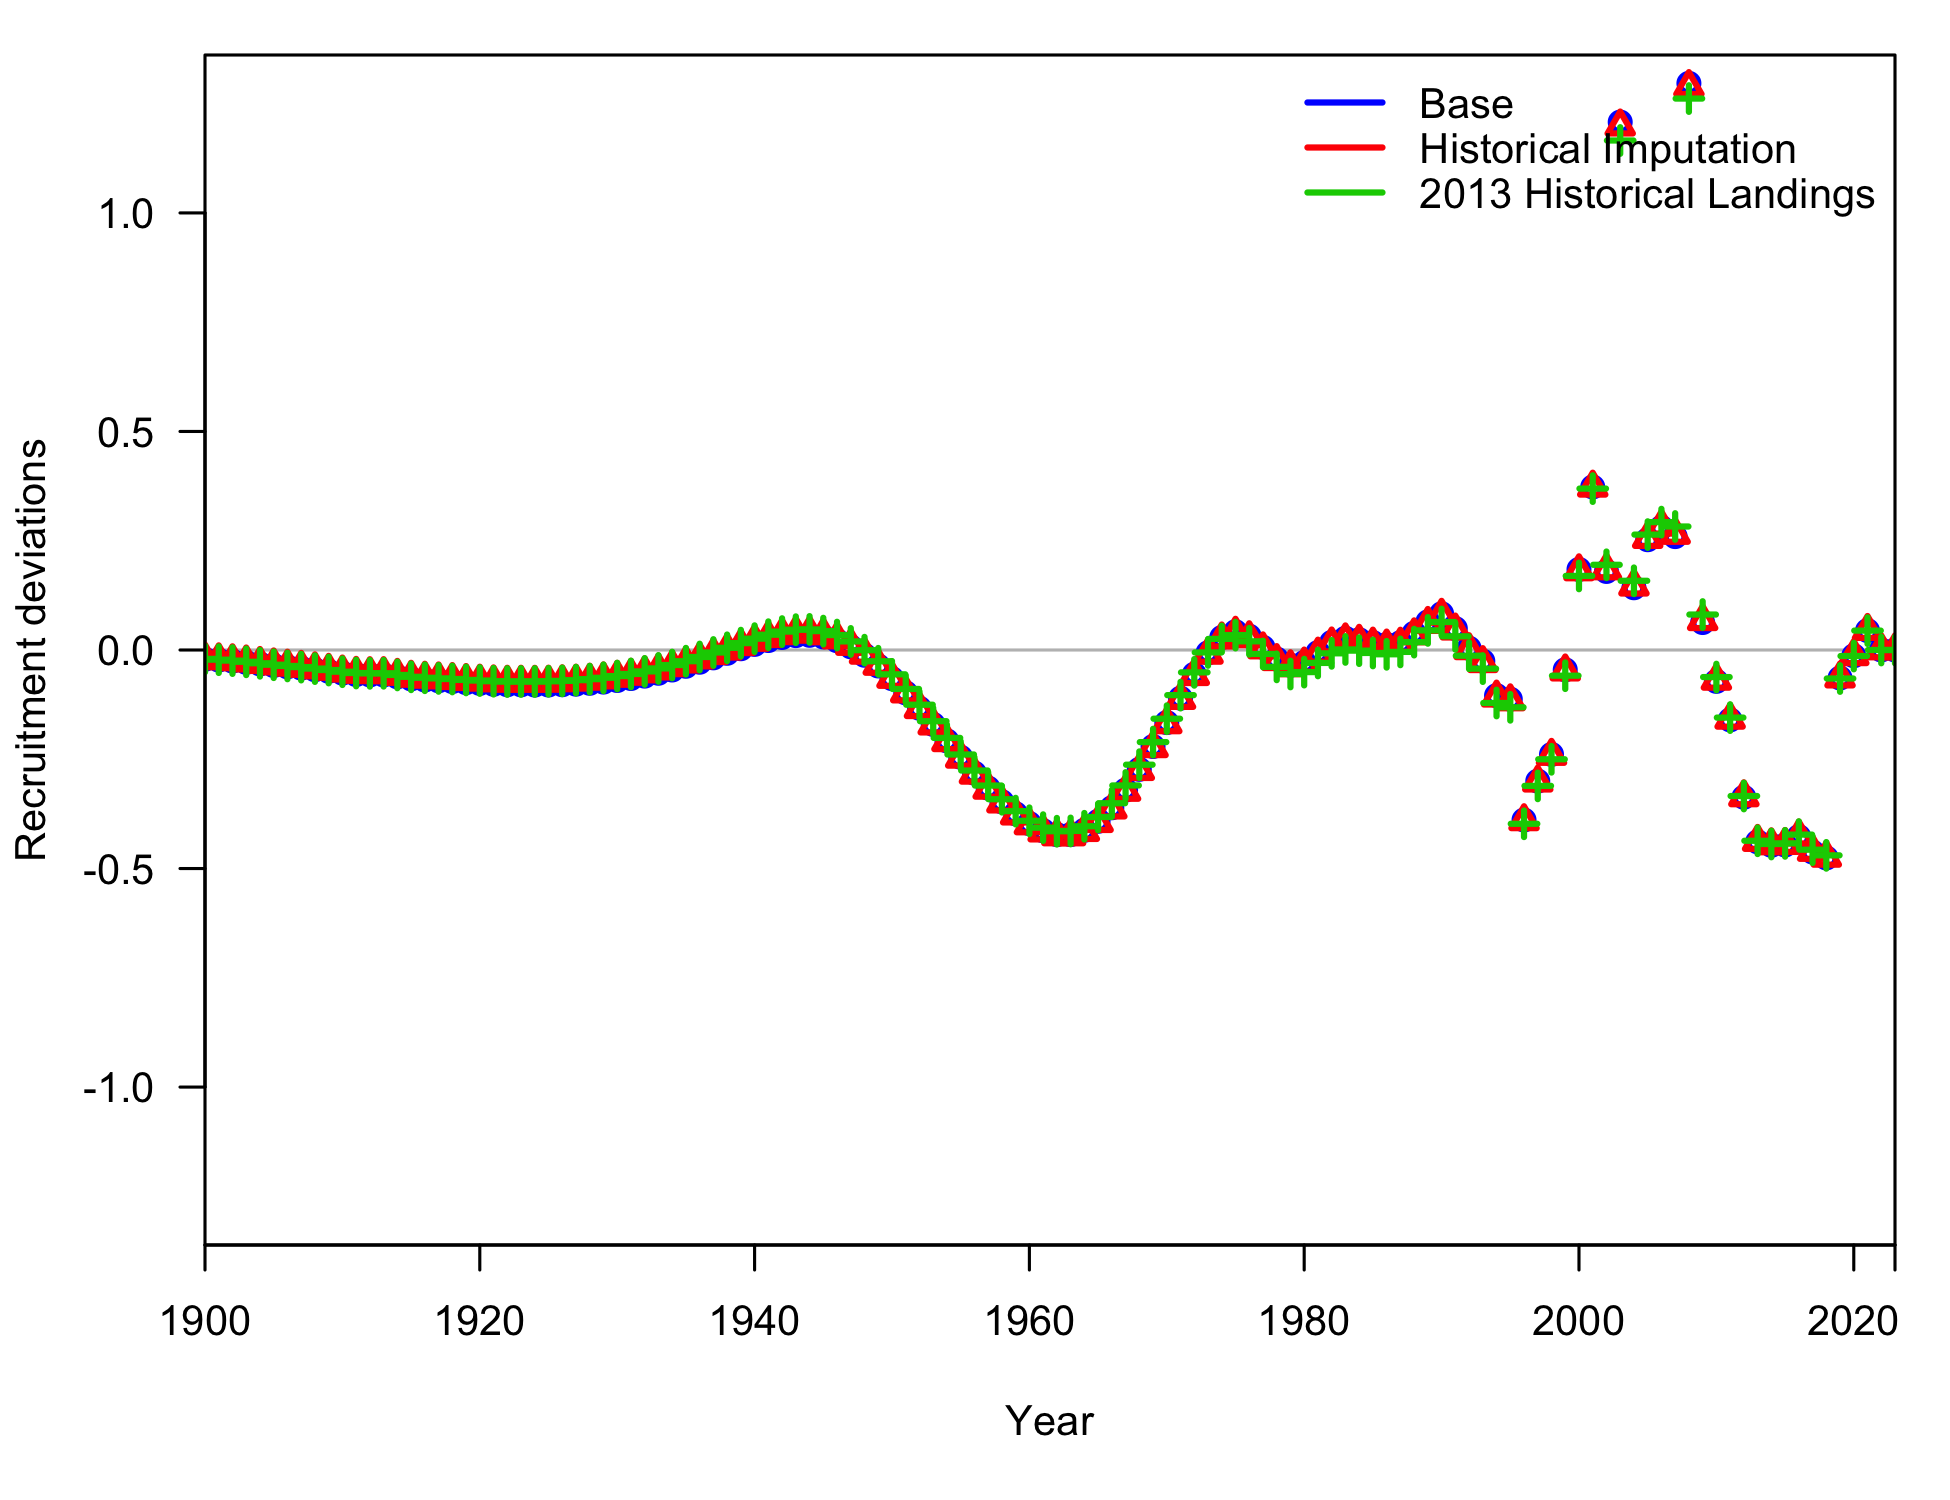 Base
Historical Imputation
2013 Historical Landings
1.0
0.5
0.0
-0.5
-1.0
Recruitment deviations
1900 1920 1940 1960 1980 2000 2020
Year